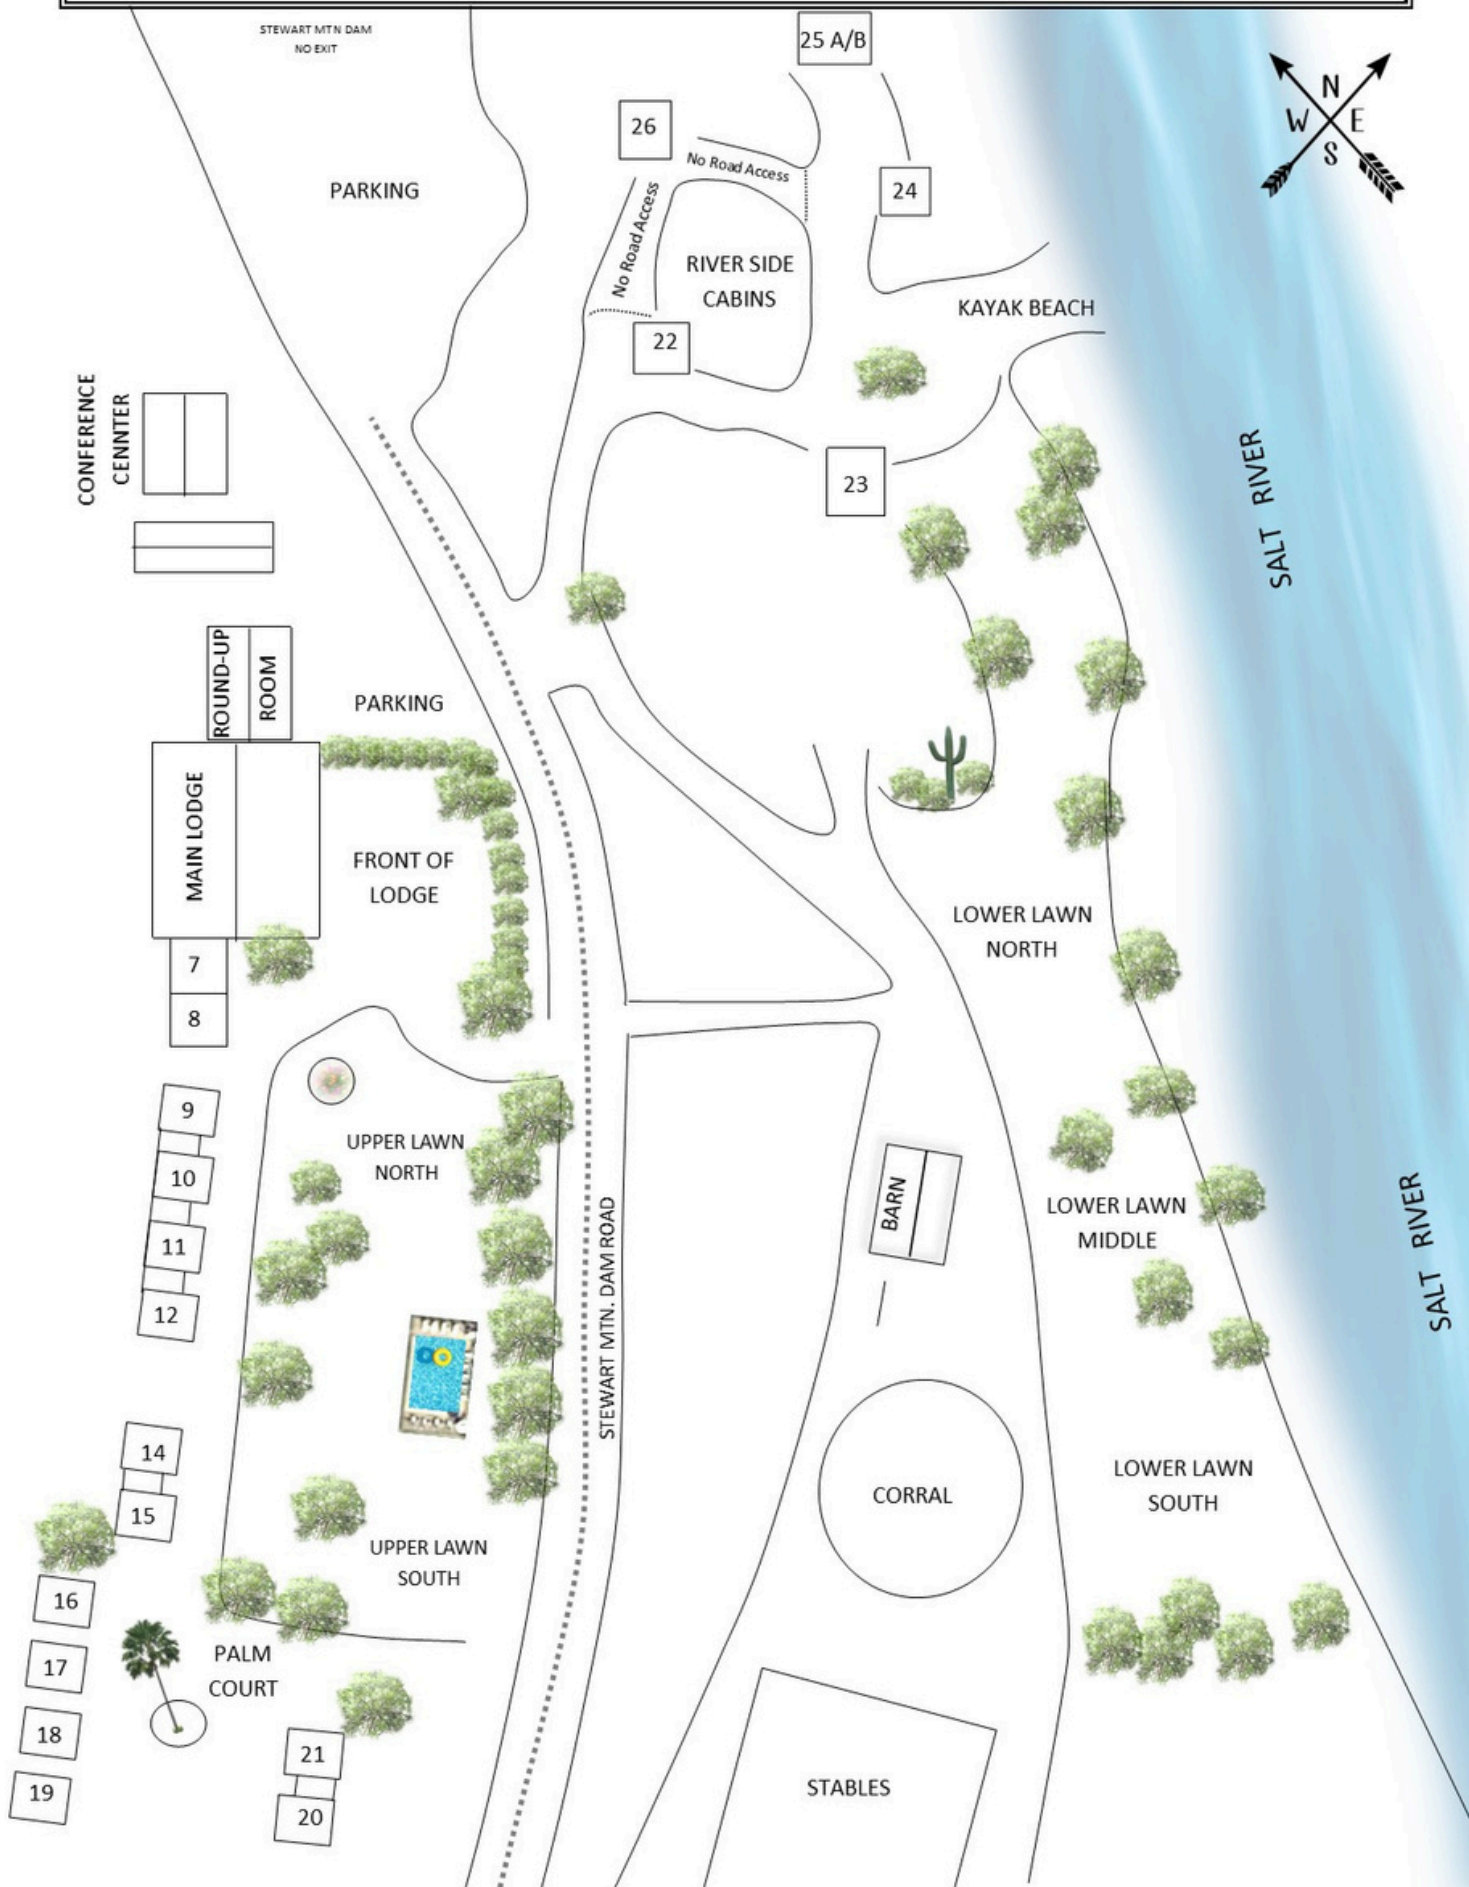 STEWART MTN DAM
NO EXIT
25 A/B
N
W E
S
26
No Road Access
PARKING
24
No Road Access
RIVER SIDE
CABINS
KAYAK BEACH
22
CONFERENCE
CENNTER
23
SALT RIVER
ROUND-UP
ROOM
PARKING
MAIN LODGE
FRONT OF
LODGE
LOWER LAWN
NORTH
7
8
9
UPPER LAWN
NORTH
10
BARN
LOWER LAWN
MIDDLE
11
SALT RIVER
12
STEWART MTN. DAM ROAD
14
CORRAL
LOWER LAWN
SOUTH
15
UPPER LAWN
SOUTH
16
PALM
COURT
17
18
21
STABLES
19
20